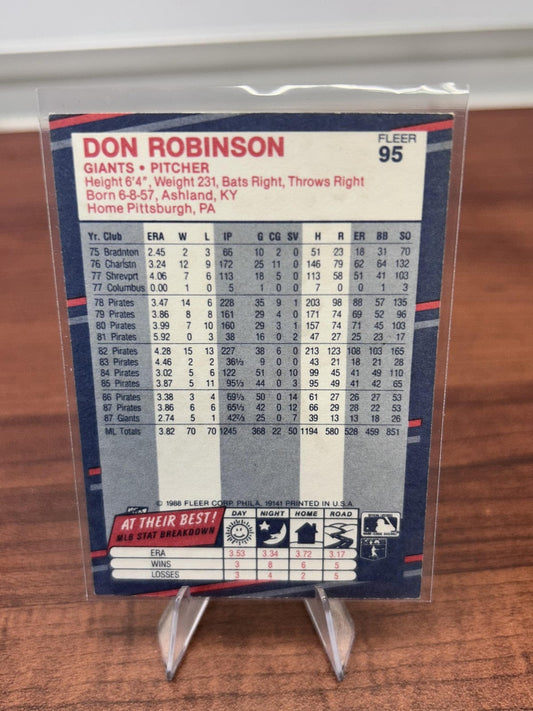 DON ROBINSON
FLEER
95
GIANTS • PITCHER
Height 6'4", Weight 231, Bats Right, Throws Right
Born 6-8-57, Ashland, KY
Home Pittsburgh, PA
Yr. Club ERA W L IP G CG SV H R ER BB SO
75 Bradnton 2.45 2 3 66 10 2 0 51 23 18 31 70
76 Charlstn 3.24 12 9 172 25 11 0 146 79 62 64 132
77 Shrevprt 4.06 7 6 113 18 5 0 113 58 51 41 103
77 Columbus 0.00 1 0 5 1 0 0 7 1 0 1 3
78 Pirates 3.47 14 6 228 35 9 1 203 98 88 57 135
79 Pirates 3.86 8 8 161 29 4 0 171 74 69 52 96
80 Pirates 3.99 7 10 160 29 3 1 157 74 71 45 103
81 Pirates 5.92 0 3 38 16 0 2 47 27 25 23 17
82 Pirates 4.28 15 13 227 38 6 0 213 123 108 103 165
83 Pirates 4.46 2 2 36⅓ 9 0 0 43 21 18 21 28
84 Pirates 3.02 5 6 122 51 0 10 99 45 41 49 110
85 Pirates 3.87 5 11 95⅓ 44 0 3 95 49 41 42 65
86 Pirates 3.38 3 4 69⅓ 50 0 14 61 27 26 27 53
87 Pirates 3.86 6 6 65⅓ 42 0 12 66 29 28 22 53
87 Giants 2.74 5 1 42⅔ 25 0 7 39 13 13 18 26
ML Totals 3.82 70 70 1245 368 22 50 1194 580 528 459 851
© 1988 FLEER CORP. PHILA. 19141 PRINTED IN U.S.A.
AT THEIR BEST!
MLB STAT BREAKDOWN
DAY NIGHT HOME ROAD
ERA 3.53 3.34 3.72 3.17
WINS 3 8 6 5
LOSSES 3 4 2 5